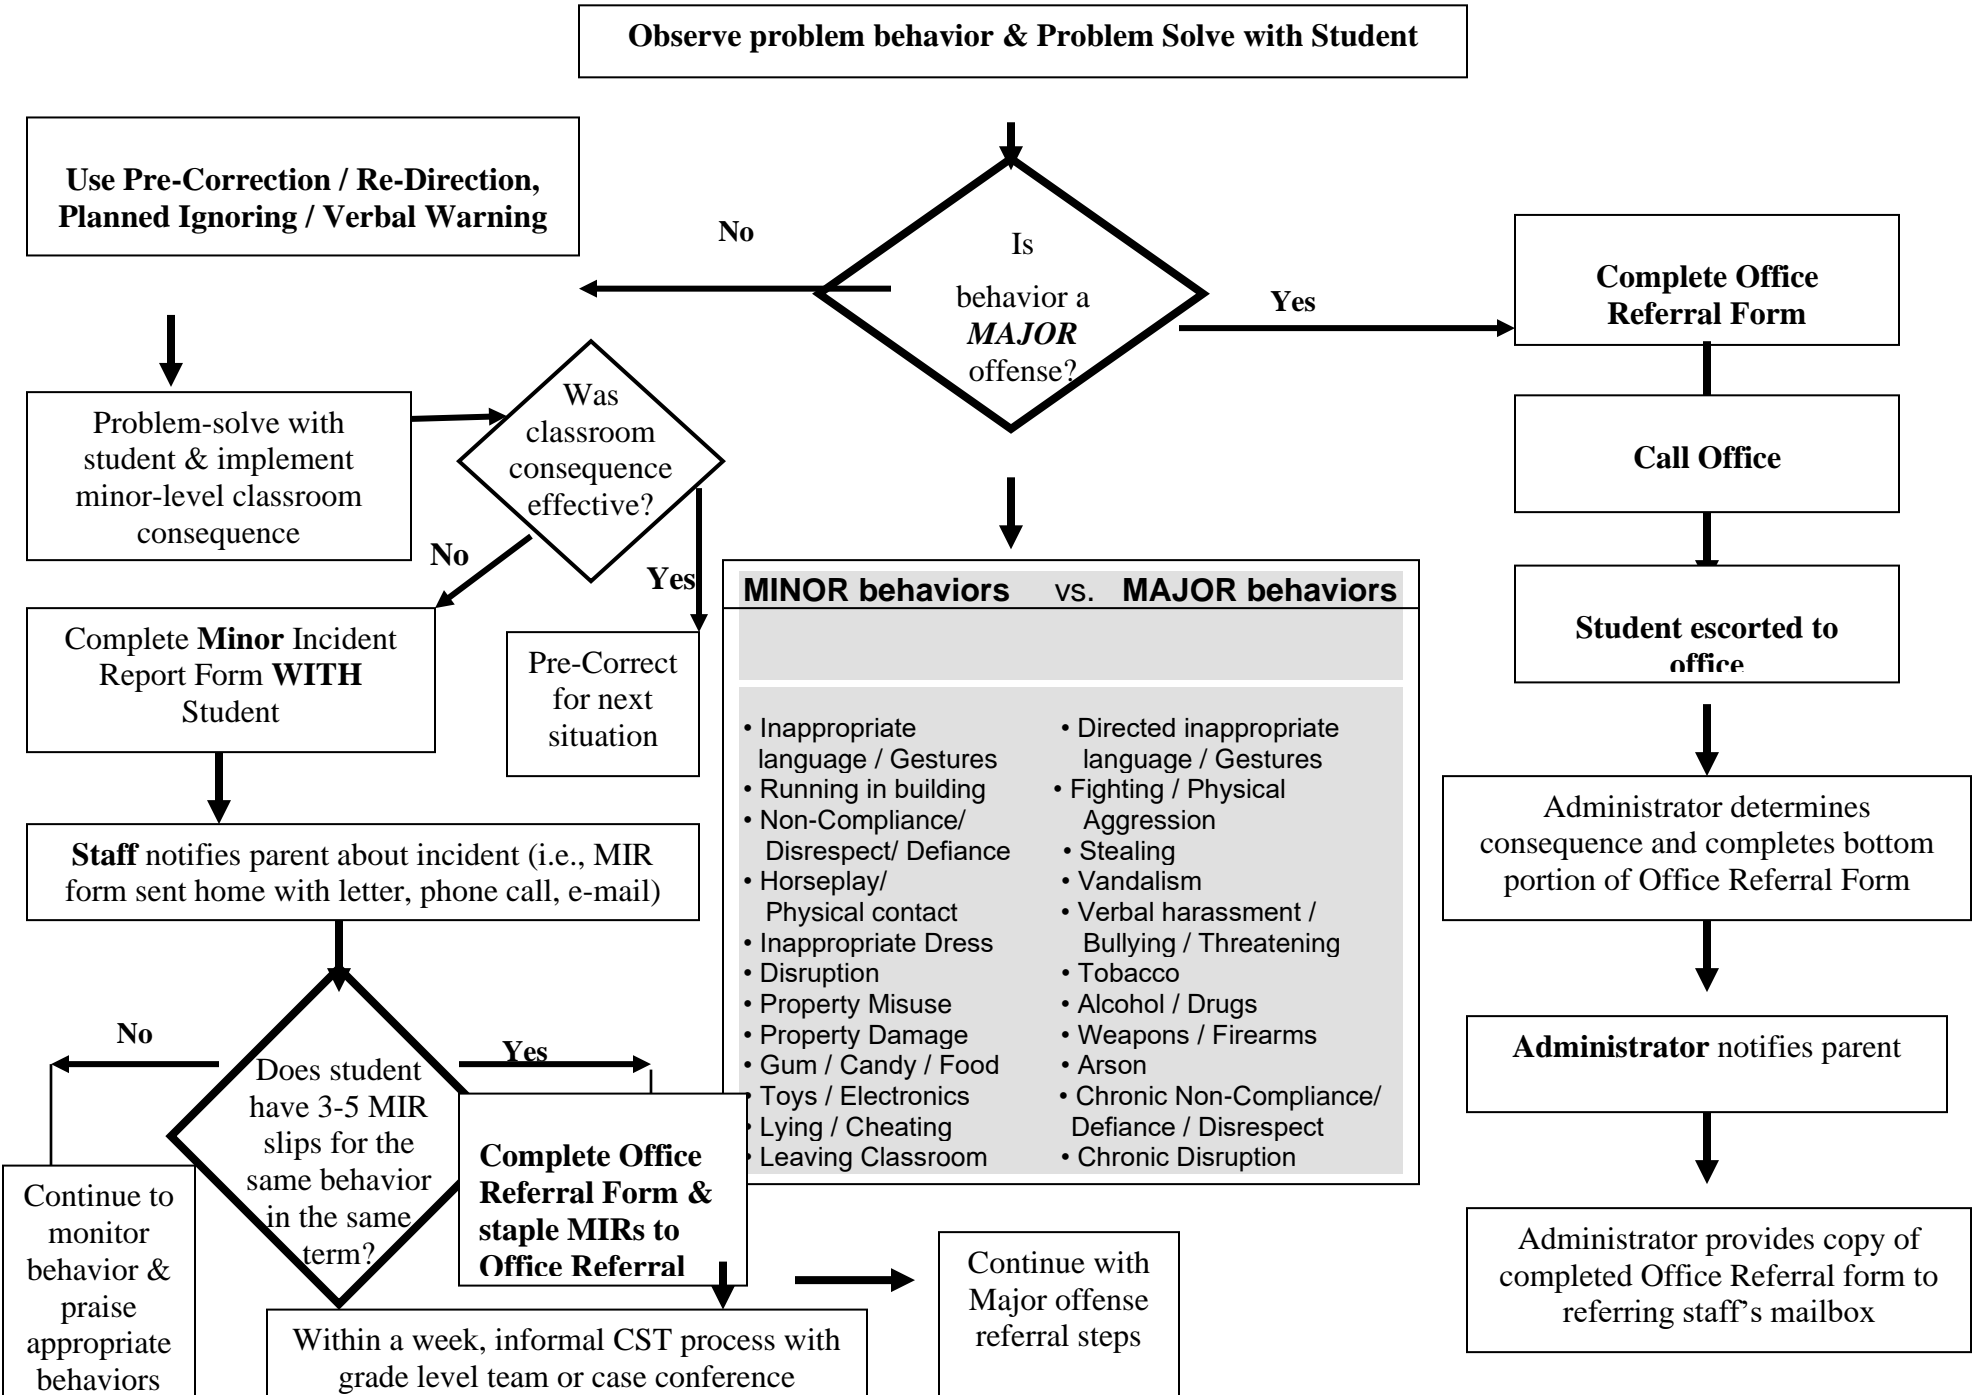 Observe problem behavior & Problem Solve with Student
Use Pre-Correction / Re-Direction,
Planned Ignoring / Verbal Warning
No
Is
behavior a
MAJOR
offense?
Yes
Complete Office
Referral Form
Problem-solve with
student & implement
minor-level classroom
consequence
Was
classroom
consequence
effective?
No
Yes
Call Office
Complete Minor Incident
Report Form WITH
Student
Pre-Correct
for next
situation
MINOR behaviors vs. MAJOR behaviors
• Inappropriate
language / Gestures
• Running in building
• Non-Compliance/
Disrespect/ Defiance
• Horseplay/
Physical contact
• Inappropriate Dress
• Disruption
• Property Misuse
• Property Damage
• Gum / Candy / Food
• Toys / Electronics
• Lying / Cheating
• Leaving Classroom
• Directed inappropriate
language / Gestures
• Fighting / Physical
Aggression
• Stealing
• Vandalism
• Verbal harassment /
Bullying / Threatening
• Tobacco
• Alcohol / Drugs
• Weapons / Firearms
• Arson
• Chronic Non-Compliance/
Defiance / Disrespect
• Chronic Disruption
Student escorted to
office
Staff notifies parent about incident (i.e., MIR
form sent home with letter, phone call, e-mail)
Administrator determines
consequence and completes bottom
portion of Office Referral Form
No
Does student
have 3-5 MIR
slips for the
same behavior
in the same
term?
Yes
Administrator notifies parent
Continue to
monitor
behavior &
praise
appropriate
behaviors
Complete Office
Referral Form &
staple MIRs to
Office Referral
Continue with
Major offense
referral steps
Administrator provides copy of
completed Office Referral form to
referring staff’s mailbox
Within a week, informal CST process with
grade level team or case conference